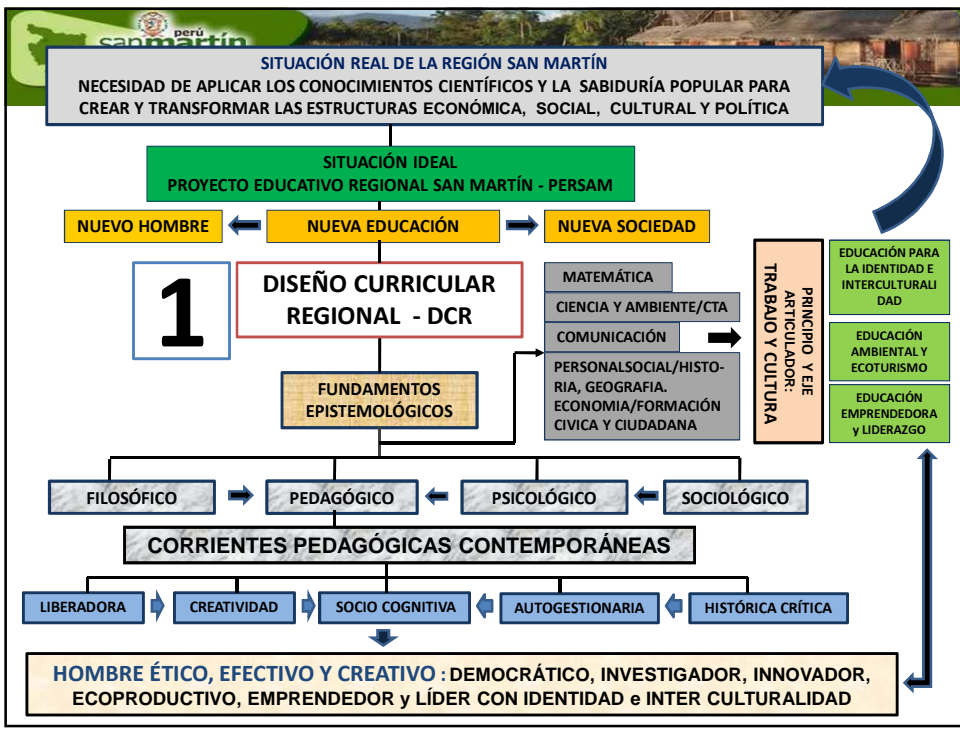 perú
sanmartín
SITUACIÓN REAL DE LA REGIÓN SAN MARTÍN
NECESIDAD DE APLICAR LOS CONOCIMIENTOS CIENTÍFICOS Y LA SABIDURÍA POPULAR PARA
CREAR Y TRANSFORMAR LAS ESTRUCTURAS ECONÓMICA, SOCIAL, CULTURAL Y POLÍTICA
SITUACIÓN IDEAL
PROYECTO EDUCATIVO REGIONAL SAN MARTÍN - PERSAM
NUEVO HOMBRE
NUEVA EDUCACIÓN
NUEVA SOCIEDAD
1
DISEÑO CURRICULAR
REGIONAL - DCR
FUNDAMENTOS
EPISTEMOLÓGICOS
MATEMÁTICA
CIENCIA Y AMBIENTE/CTA
COMUNICACIÓN
PERSONALSOCIAL/HISTO-
RIA, GEOGRAFIA.
ECONOMIA/FORMACIÓN
CIVICA Y CIUDADANA
PRINCIPIO Y EJE
ARTICULADOR:
TRABAJO Y CULTURA
EDUCACIÓN PARA
LA IDENTIDAD E
INTERCULTURALI
DAD
EDUCACIÓN
AMBIENTAL Y
ECOTURISMO
EDUCACIÓN
EMPRENDEDORA
y LIDERAZGO
FILOSÓFICO
PEDAGÓGICO
PSICOLÓGICO
SOCIOLÓGICO
CORRIENTES PEDAGÓGICAS CONTEMPORÁNEAS
LIBERADORA
CREATIVIDAD
SOCIO COGNITIVA
AUTOGESTIONARIA
HISTÓRICA CRÍTICA
HOMBRE ÉTICO, EFECTIVO Y CREATIVO : DEMOCRÁTICO, INVESTIGADOR, INNOVADOR,
ECOPRODUCTIVO, EMPRENDEDOR y LÍDER CON IDENTIDAD e INTER CULTURALIDAD